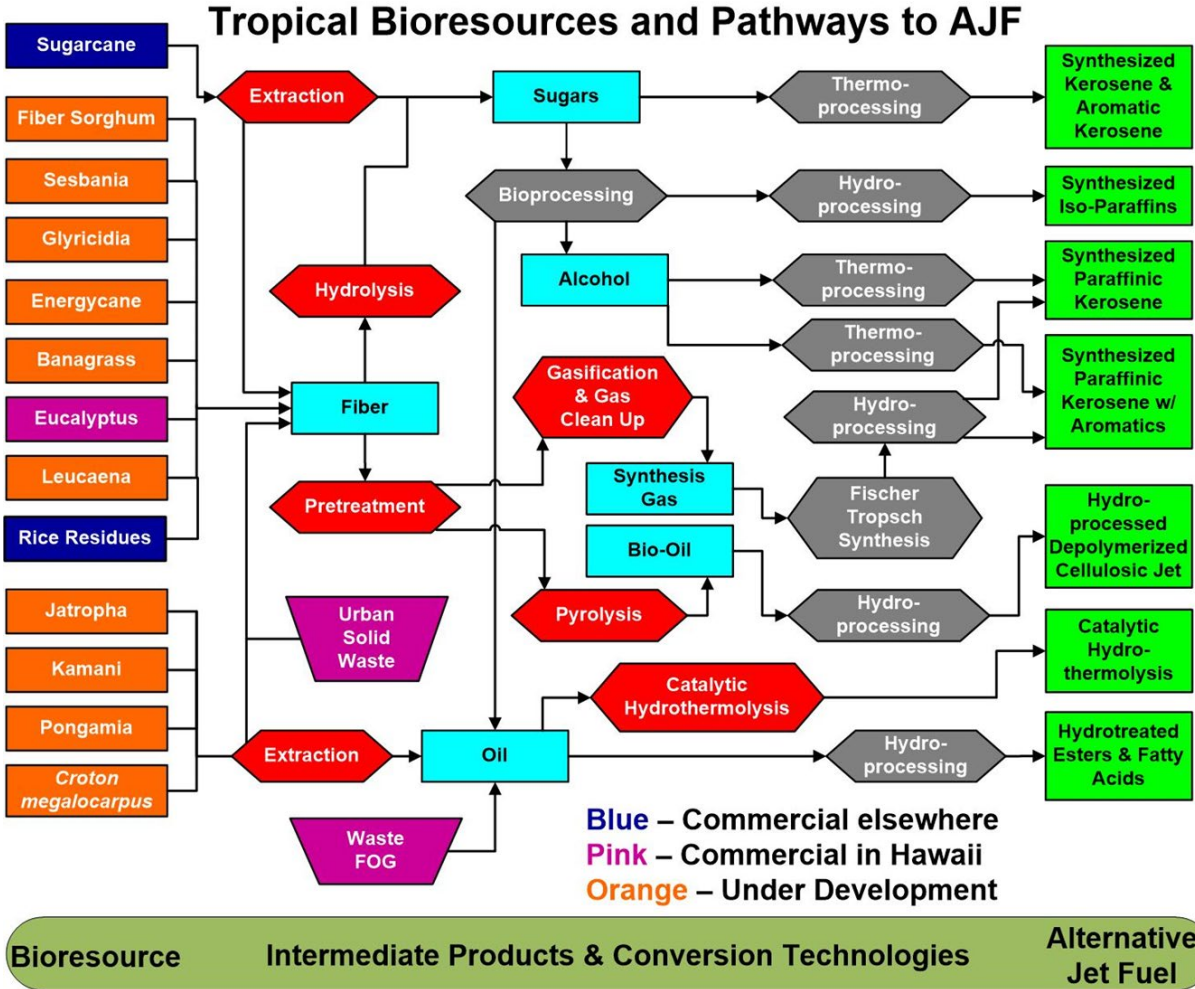 Tropical Bioresources and Pathways to AJF
Sugarcane
Fiber Sorghum
Sesbania
Glyricidia
Energycane
Banagrass
Eucalyptus
Leucaena
Rice Residues
Jatropha
Kamani
Pongamia
Croton
megalocarpus
Extraction
Hydrolysis
Fiber
Pretreatment
Urban
Solid
Waste
Extraction
Waste
FOG
Sugars
Bioprocessing
Alcohol
Gasification
& Gas
Clean Up
Synthesis
Gas
Bio-Oil
Pyrolysis
Catalytic
Hydrothermolysis
Oil
Thermo-
processing
Hydro-
processing
Thermo-
processing
Thermo-
processing
Hydro-
processing
Fischer
Tropsch
Synthesis
Hydro-
processing
Hydro-
processing
Synthesized
Kerosene &
Aromatic
Kerosene
Synthesized
Iso-Paraffins
Synthesized
Paraffinic
Kerosene
Synthesized
Paraffinic
Kerosene w/
Aromatics
Hydro-
processed
Depolymerized
Cellulosic Jet
Catalytic
Hydro-
thermolysis
Hydrotreated
Esters & Fatty
Acids
Blue – Commercial elsewhere
Pink – Commercial in Hawaii
Orange – Under Development
Bioresource
Intermediate Products & Conversion Technologies
Alternative
Jet Fuel